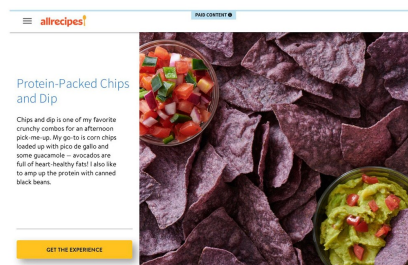 allrecipes!
PAID CONTENT
Protein-Packed Chips
and Dip
Chips and dip is one of my favorite
crunchy combos for an afternoon
pick-me-up. My go-to is corn chips
loaded up with pico de gallo and
some guacamole — avocados are
full of heart-healthy fats! I also like
to amp up the protein with canned
black beans.
GET THE EXPERIENCE